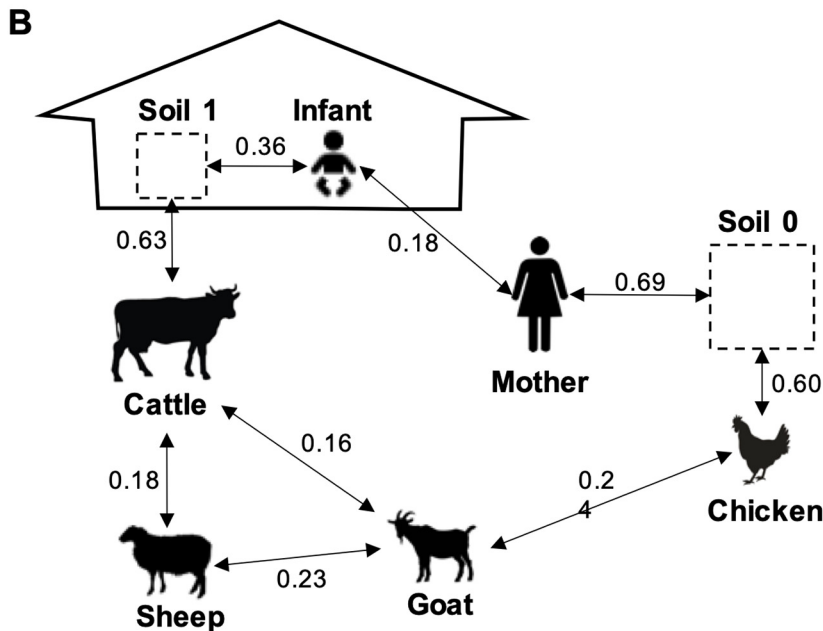 B
Soil 1
Infant
0.36
Soil 0
0.63
0.18
0.69
Mother
0.60
Cattle
0.16
0.18
0.2
4
Chicken
0.23
Goat
Sheep